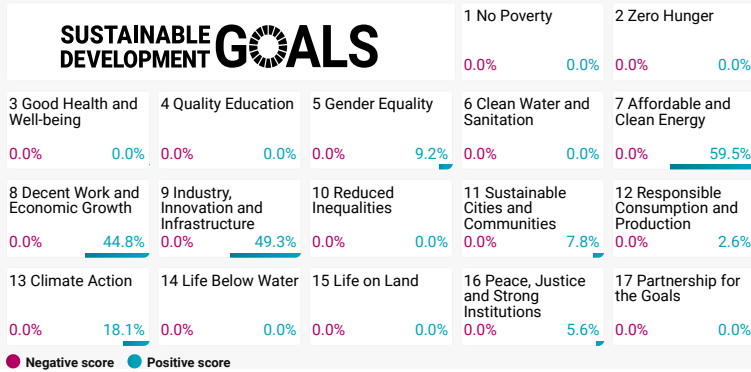 SUSTAINABLE
DEVELOPMENT
GOALS
1 No Poverty
0.0% 0.0%
2 Zero Hunger
0.0% 0.0%
3 Good Health and
Well-being
0.0% 0.0%
4 Quality Education
0.0% 0.0%
5 Gender Equality
0.0% 9.2%
6 Clean Water and
Sanitation
0.0% 0.0%
7 Affordable and
Clean Energy
0.0% 59.5%
8 Decent Work and
Economic Growth
0.0% 44.8%
9 Industry,
Innovation and
Infrastructure
0.0% 49.3%
10 Reduced
Inequalities
0.0% 0.0%
11 Sustainable
Cities and
Communities
0.0% 7.8%
12 Responsible
Consumption and
Production
0.0% 2.6%
13 Climate Action
0.0% 18.1%
14 Life Below Water
0.0% 0.0%
15 Life on Land
0.0% 0.0%
16 Peace, Justice
and Strong
Institutions
0.0% 5.6%
17 Partnership for
the Goals
0.0% 0.0%
Negative score Positive score